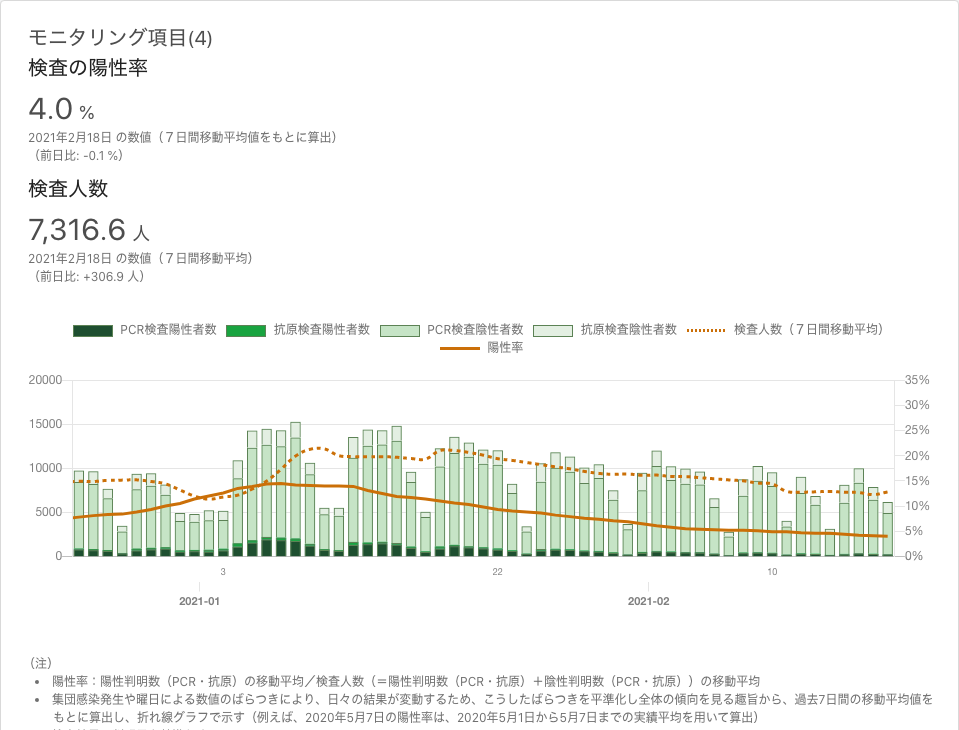 モニタリング項目(4)
検査の陽性率
4.0 %
2021年2月18日 の数値（７日間移動平均値をもとに算出）
（前日比: -0.1 %）
検査人数
7,316.6 人
2021年2月18日 の数値（７日間移動平均）
（前日比: +306.9 人）
PCR検査陽性者数 抗原検査陽性者数 PCR検査陰性者数 抗原検査陰性者数 検査人数（７日間移動平均）
陽性率
20000 35%
30%
15000 25%
20%
10000 15%
5000 10%
5%
0 0%
3 22 10
2021-01 2021-02
（注）
• 陽性率：陽性判明数（PCR・抗原）の移動平均／検査人数（＝陽性判明数（PCR・抗原）＋陰性判明数（PCR・抗原））の移動平均
• 集団感染発生や曜日による数値のばらつきにより、日々の結果が変動するため、こうしたばらつきを平準化し全体の傾向を見る趣旨から、過去7日間の移動平均値を
もとに算出し、折れ線グラフで示す（例えば、2020年5月7日の陽性率は、2020年5月1日から5月7日までの実績平均を用いて算出）